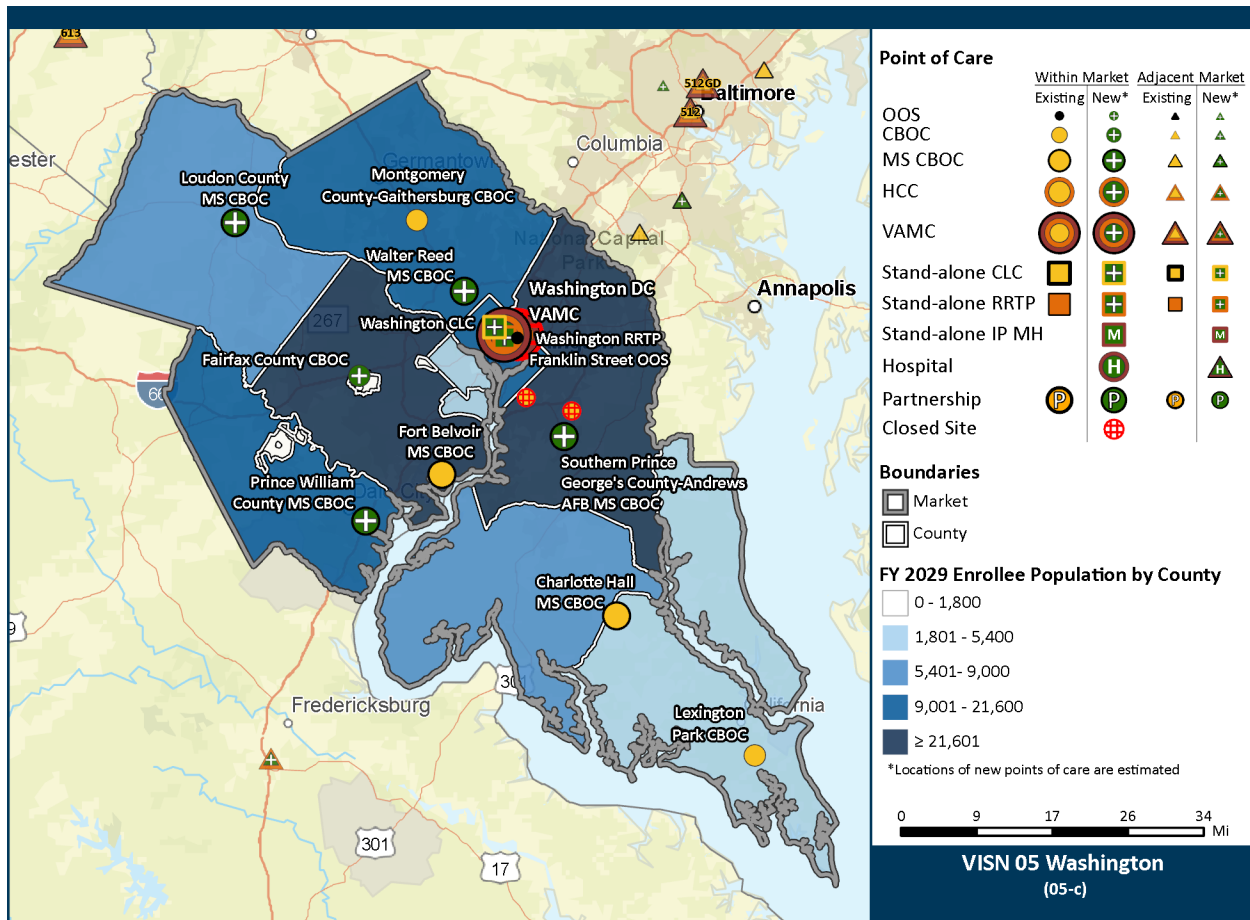 613
512GD
Baltimore
512
Columbia
ester
Germantown
Loudon County
MS CBOC
Montgomery
County-Gaithersburg CBOC
National Capital
Park
Walter Reed
MS CBOC
Annapolis
Washington DC
VAMC
267
Washington CLC
Washington RRTP
Franklin Street OOS
Fairfax County CBOC
66
Fort Belvoir
MS CBOC
Southern Prince
George's County-Andrews
AFB MS CBOC
Prince William
County MS CBOC
Dale City
Charlotte Hall
MS CBOC
9
301
Fredericksburg
California
Lexington
Park CBOC
301
17
Point of Care
Within Market Adjacent Market
Existing New* Existing New*
OOS
CBOC
MS CBOC
HCC
VAMC
Stand-alone CLC
Stand-alone RRTP
Stand-alone IP MH M M
Hospital H H
Partnership P P P P
Closed Site
Boundaries
Market
County
FY 2029 Enrollee Population by County
0 - 1,800
1,801 - 5,400
5,401- 9,000
9,001 - 21,600
≥ 21,601
*Locations of new points of care are estimated
0 9 17 26 34
Mi
VISN 05 Washington
(05-c)